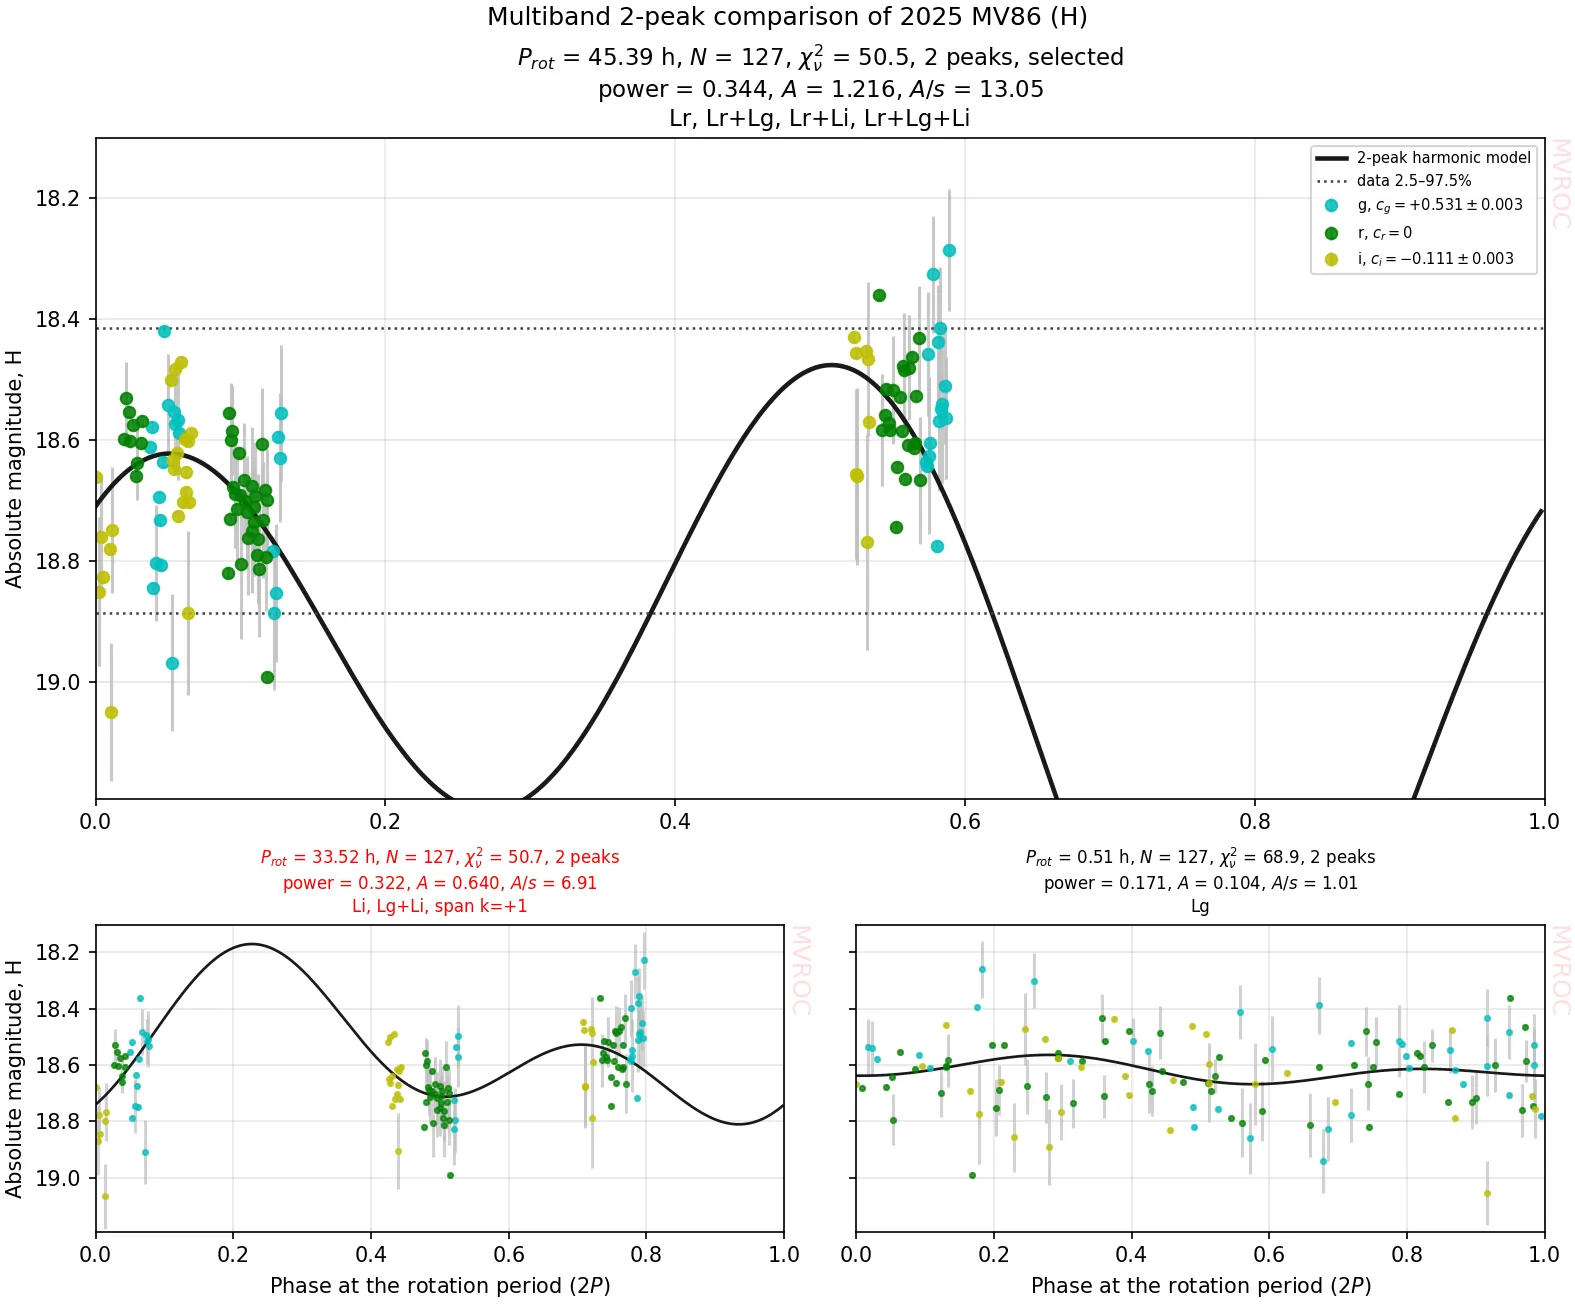 Multiband 2-peak comparison of 2025 MV86 (H)
P_rot = 45.39 h, N = 127, χ²_ν = 50.5, 2 peaks, selected
power = 0.344, A = 1.216, A/s = 13.05
Lr, Lr+Lg, Lr+Li, Lr+Lg+Li
2-peak harmonic model
data 2.5–97.5%
g, c_g = +0.531 ± 0.003
r, c_r = 0
i, c_i = −0.111 ± 0.003
MVROC
Absolute magnitude, H
18.2
18.4
18.6
18.8
19.0
0.0 0.2 0.4 0.6 0.8 1.0
P_rot = 33.52 h, N = 127, χ²_ν = 50.7, 2 peaks
power = 0.322, A = 0.640, A/s = 6.91
Li, Lg+Li, span k=+1
MVROC
Absolute magnitude, H
18.2
18.4
18.6
18.8
19.0
0.0 0.2 0.4 0.6 0.8 1.0
Phase at the rotation period (2P)
P_rot = 0.51 h, N = 127, χ²_ν = 68.9, 2 peaks
power = 0.171, A = 0.104, A/s = 1.01
Lg
MVROC
0.0 0.2 0.4 0.6 0.8 1.0
Phase at the rotation period (2P)